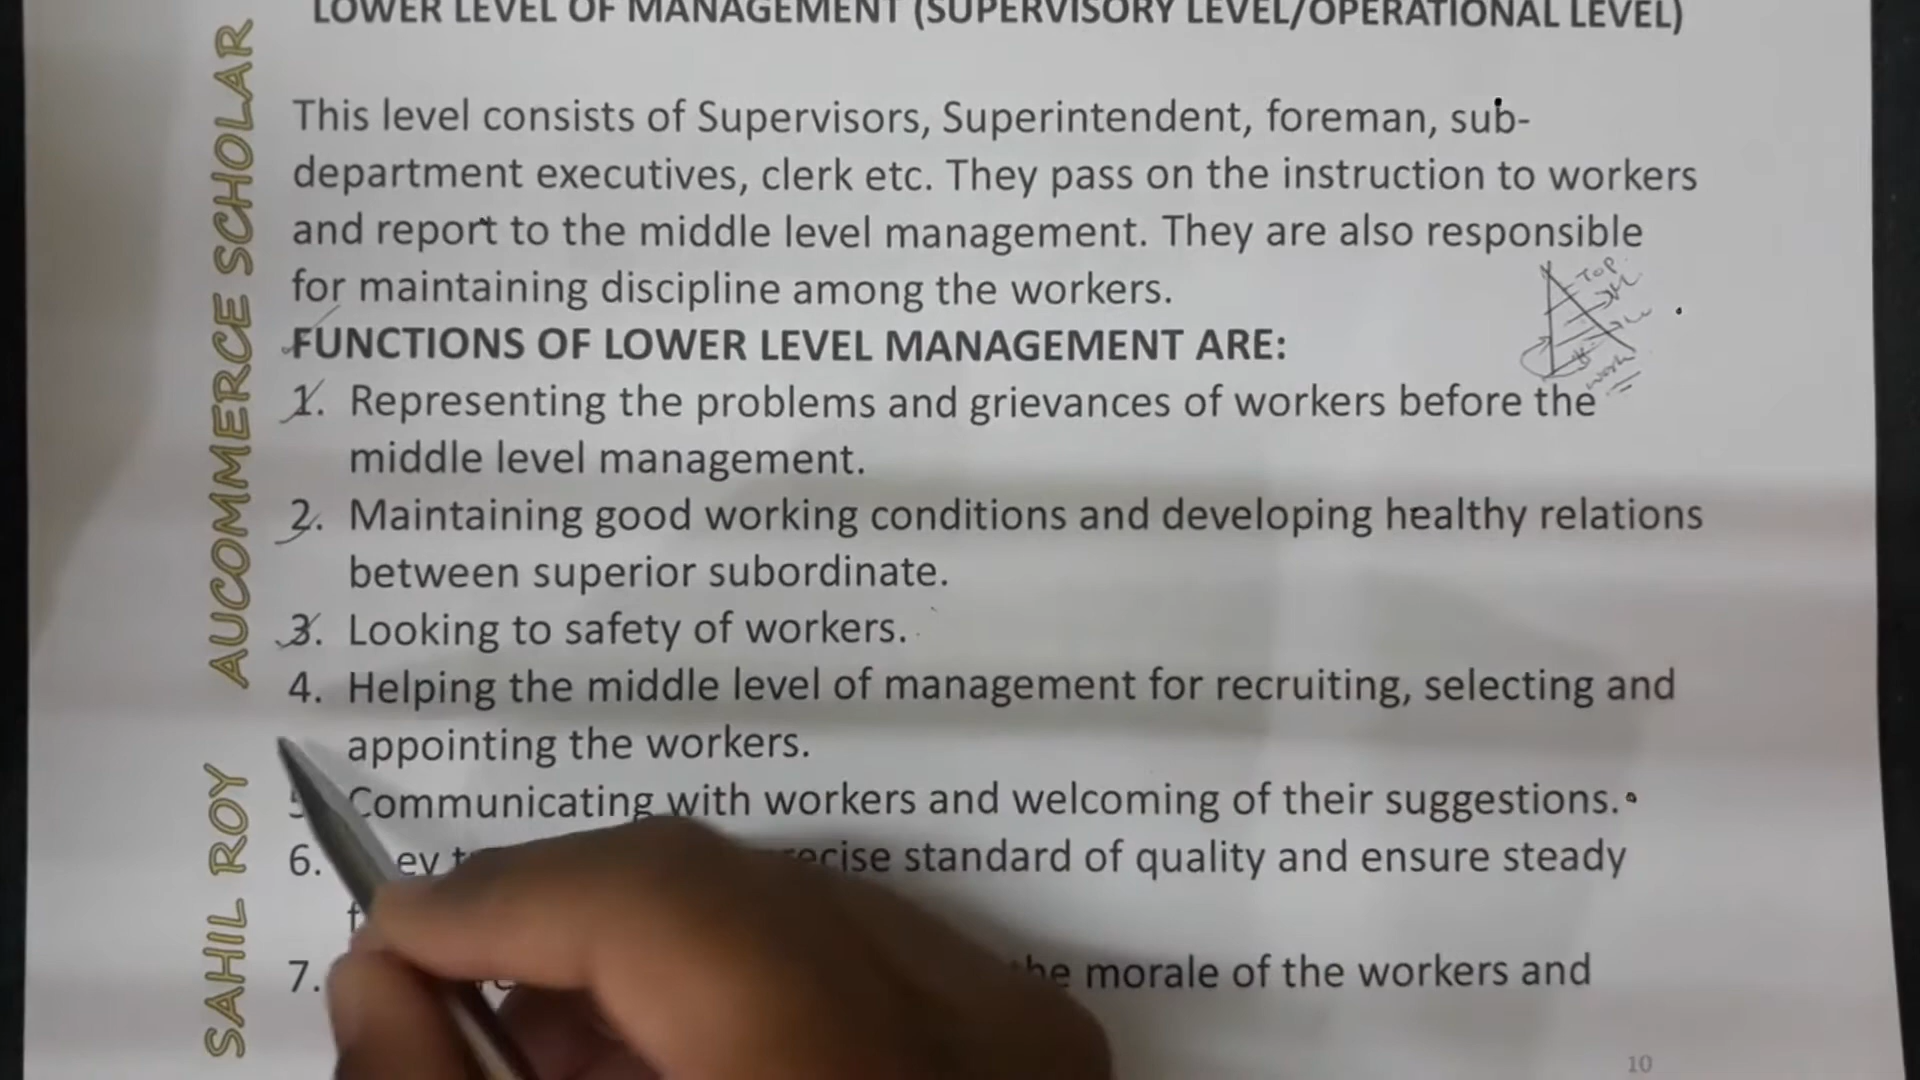 LOWER LEVEL OF MANAGEMENT (SUPERVISORY LEVEL/OPERATIONAL LEVEL)
This level consists of Supervisors, Superintendent, foreman, sub-
department executives, clerk etc. They pass on the instruction to workers
and report to the middle level management. They are also responsible
for maintaining discipline among the workers.
FUNCTIONS OF LOWER LEVEL MANAGEMENT ARE:
1. Representing the problems and grievances of workers before the
middle level management.
2. Maintaining good working conditions and developing healthy relations
between superior subordinate.
3. Looking to safety of workers.
4. Helping the middle level of management for recruiting, selecting and
appointing the workers.
5. Communicating with workers and welcoming of their suggestions.
6. standard of quality and ensure steady
7. the morale of the workers and
10
TOP
SAHIL ROY AUCOMMERCE SCHOLAR